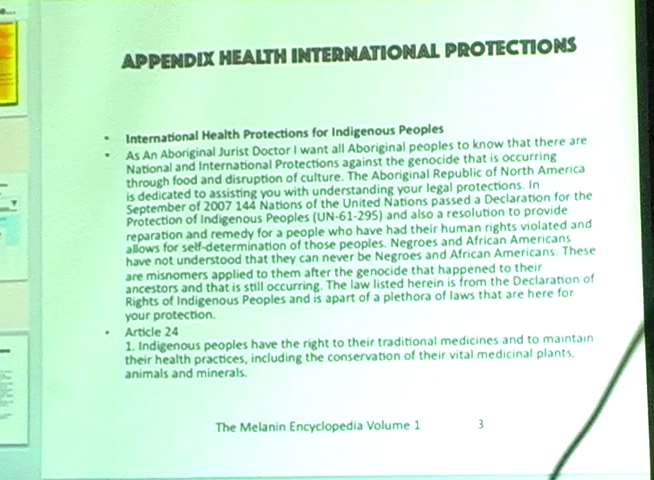 APPENDIX HEALTH INTERNATIONAL PROTECTIONS
• International Health Protections for Indigenous Peoples
• As An Aboriginal Jurist Doctor I want all Aboriginal peoples to know that there are
National and International Protections against the genocide that is occurring
through food and disruption of culture. The Aboriginal Republic of North America
is dedicated to assisting you with understanding your legal protections. In
September of 2007 144 Nations of the United Nations passed a Declaration for the
Protection of Indigenous Peoples (UN-61-295) and also a resolution to provide
reparation and remedy for a people who have had their human rights violated and
allows for self-determination of those peoples. Negroes and African Americans
have not understood that they can never be Negroes and African Americans. These
are misnomers applied to them after the genocide that happened to their
ancestors and that is still occurring. The law listed herein is from the Declaration of
Rights of Indigenous Peoples and is apart of a plethora of laws that are here for
your protection.
• Article 24
1. Indigenous peoples have the right to their traditional medicines and to maintain
their health practices, including the conservation of their vital medicinal plants,
animals and minerals.
The Melanin Encyclopedia Volume 1 3